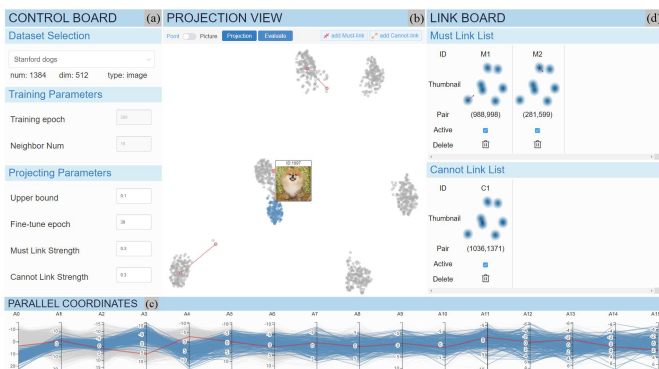 CONTROL BOARD (a)
Dataset Selection
Stanford dogs
num: 1384 dim: 512 type: image
Training Parameters
Training epoch
Neighbor Num
Projecting Parameters
Upper bound 0.1
Fine-tune epoch
Must Link Strength 0.3
Cannot Link Strength 0.3
PROJECTION VIEW (b)
Point Picture Projection Evaluate add Must-link add Cannot-link
ID:1097
LINK BOARD (d)
Must Link List
ID M1 M2
Thumbnail
Pair (988,998) (281,599)
Active
Delete
Cannot Link List
ID C1
Thumbnail
Pair (1036,1371)
Active
Delete
PARALLEL COORDINATES (c)
A0 A1 A2 A3 A4 A5 A6 A7 A8 A9 A10 A11 A12 A13 A14